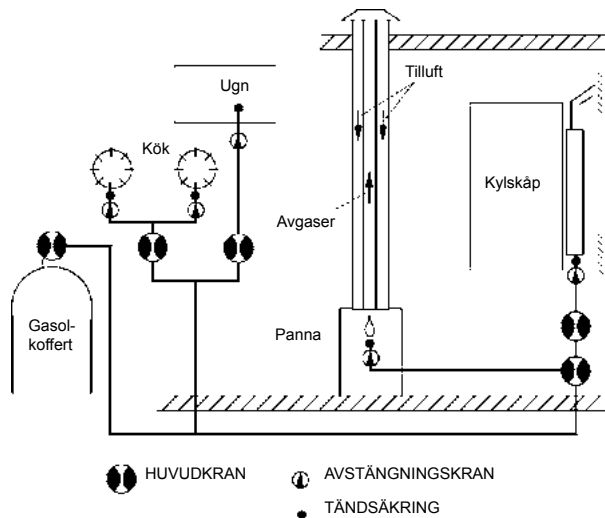 Ugn
Tilluft
Kök
Kylskåp
Avgaser
Gasol-
koffert
Panna
HUVUDKRAN
AVSTÄNGNINGSKRAN
TÄNDSÄKRING